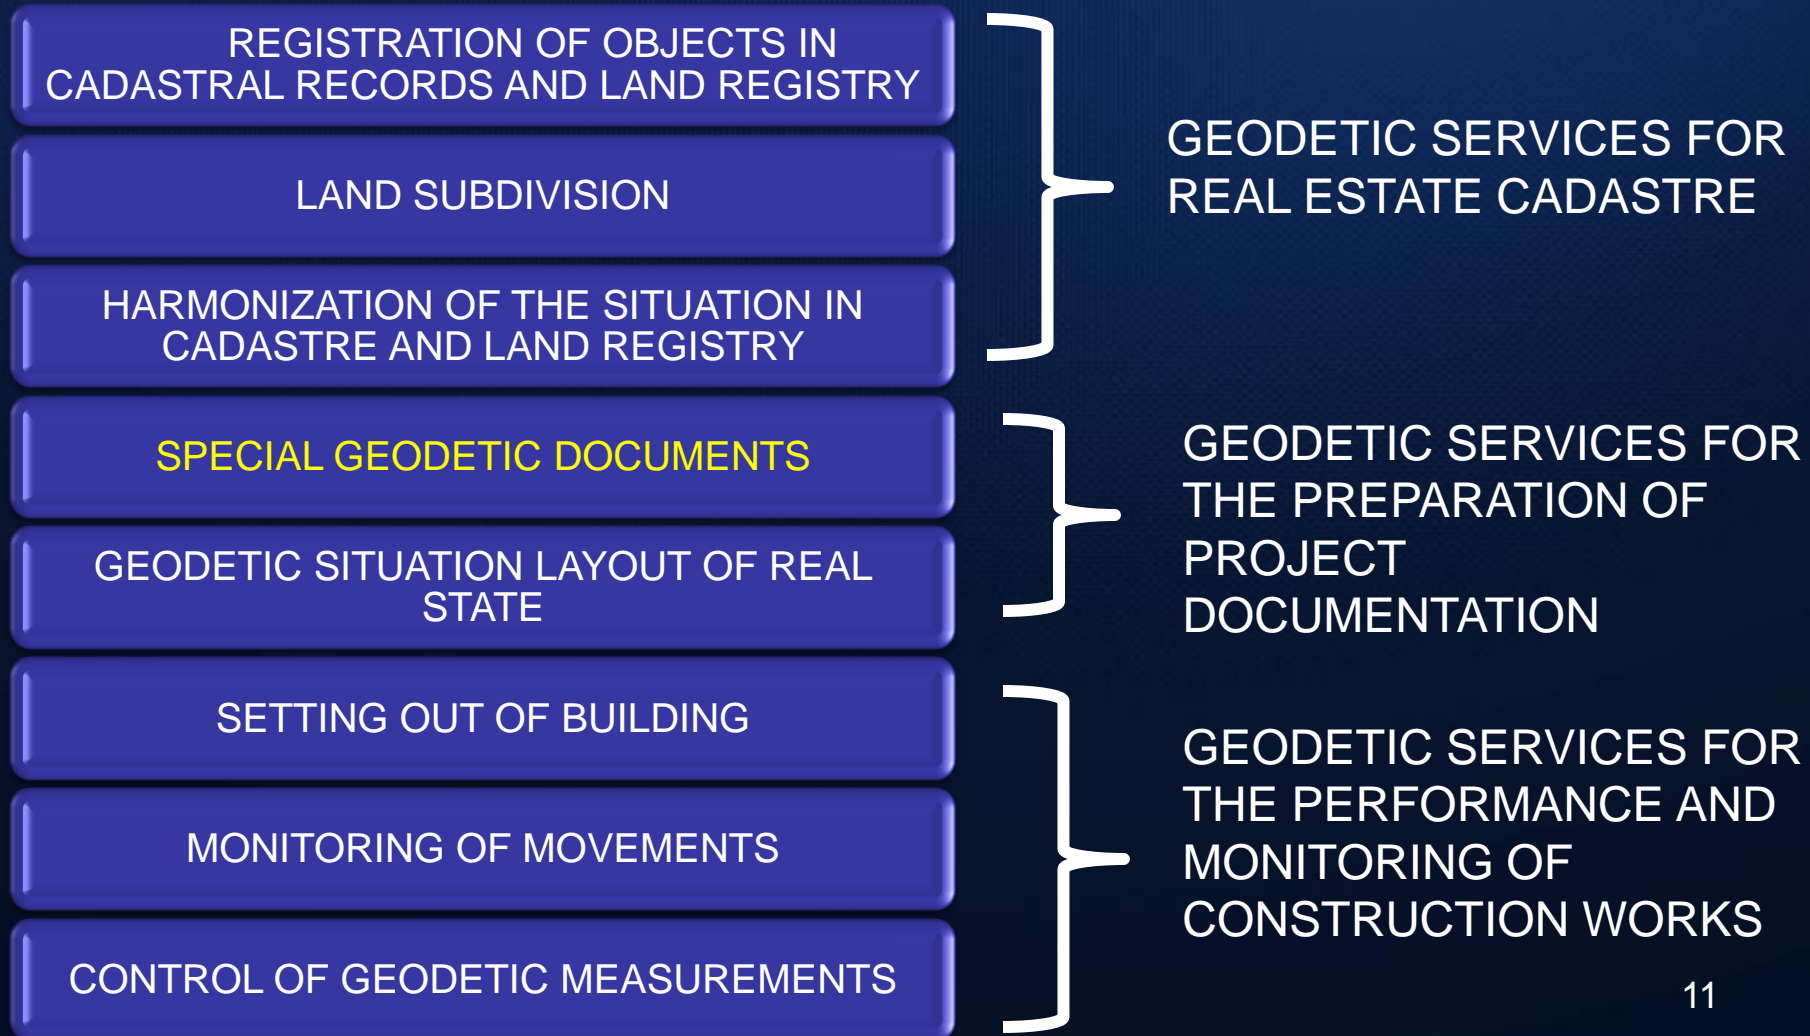 REGISTRATION OF OBJECTS IN
CADASTRAL RECORDS AND LAND REGISTRY
LAND SUBDIVISION
HARMONIZATION OF THE SITUATION IN
CADASTRE AND LAND REGISTRY
GEODETIC SERVICES FOR
REAL ESTATE CADASTRE
SPECIAL GEODETIC DOCUMENTS
GEODETIC SITUATION LAYOUT OF REAL
STATE
GEODETIC SERVICES FOR
THE PREPARATION OF
PROJECT
DOCUMENTATION
SETTING OUT OF BUILDING
MONITORING OF MOVEMENTS
CONTROL OF GEODETIC MEASUREMENTS
GEODETIC SERVICES FOR
THE PERFORMANCE AND
MONITORING OF
CONSTRUCTION WORKS
11